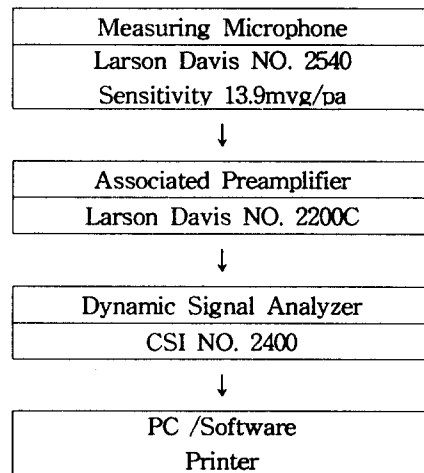 Measuring Microphone
Larson Davis NO. 2540
Sensitivity 13.9mvg/pa
↓
Associated Preamplifier
Larson Davis NO. 2200C
↓
Dynamic Signal Analyzer
CSI NO. 2400
↓
PC /Software
Printer